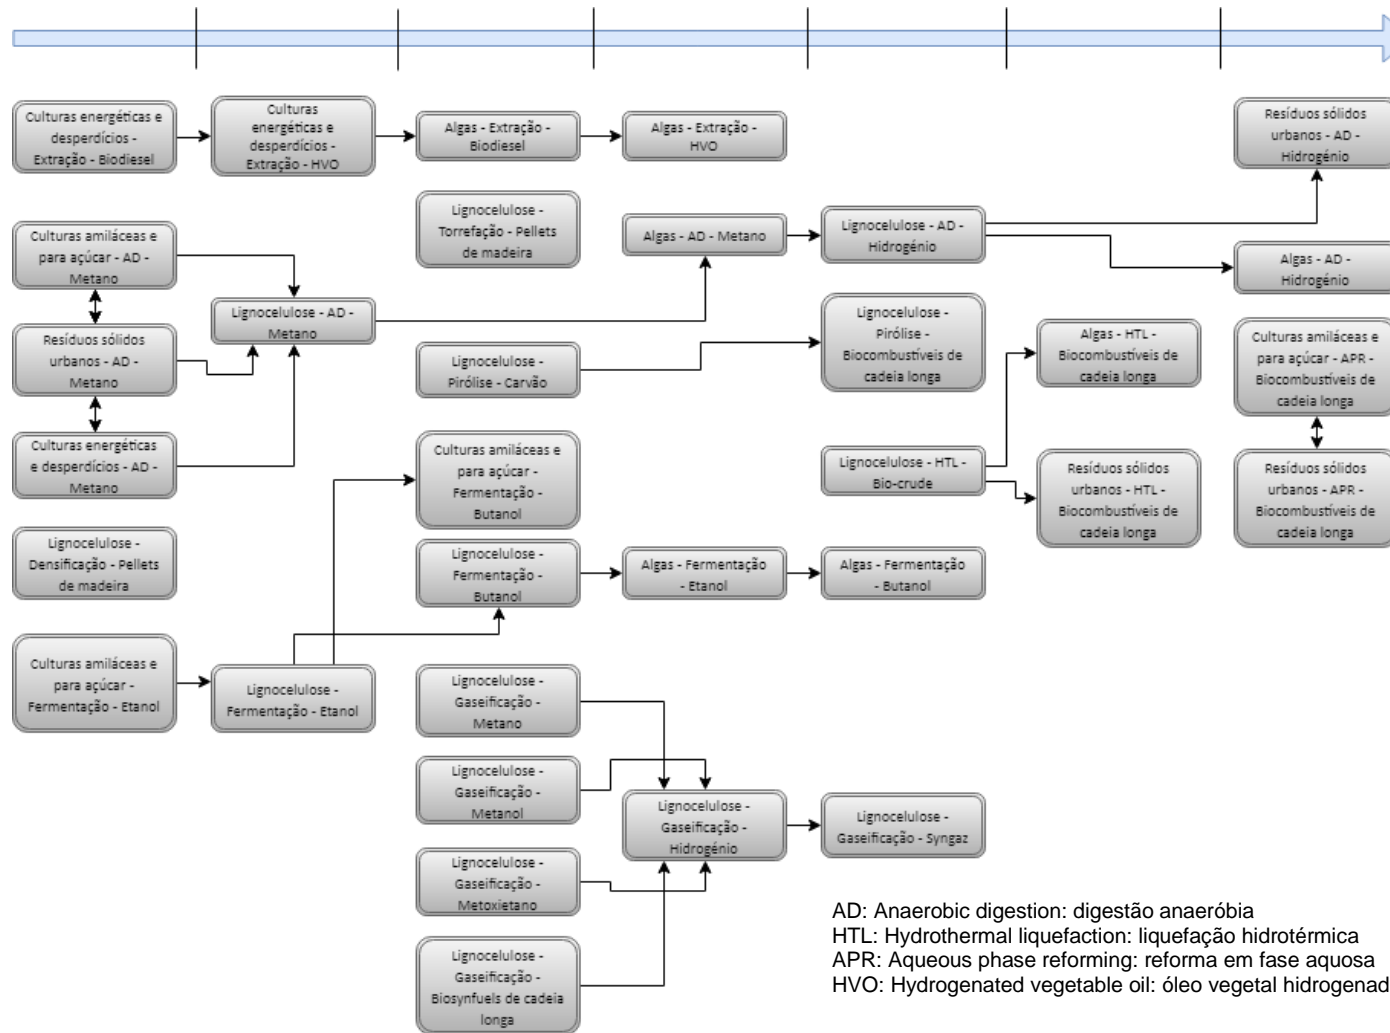 Culturas energéticas e
desperdícios -
Extração - Biodiesel
Culturas
energéticas e
desperdícios -
Extração - HVO
Algas - Extração -
Biodiesel
Algas - Extração -
HVO
Resíduos sólidos
urbanos - AD -
Hidrogénio
Culturas amiláceas e
para açúcar - AD -
Metano
Lignocelulose -
Torrefação - Pellets
de madeira
Algas - AD - Metano
Lignocelulose - AD -
Hidrogénio
Algas - AD -
Hidrogénio
Resíduos sólidos
urbanos - AD -
Metano
Lignocelulose - AD -
Metano
Lignocelulose -
Pirólise - Carvão
Lignocelulose -
Pirólise -
Biocombustíveis de
cadeia longa
Algas - HTL -
Biocombustíveis de
cadeia longa
Culturas amiláceas e
para açúcar - APR -
Biocombustíveis de
cadeia longa
Culturas energéticas
e desperdícios - AD -
Metano
Culturas amiláceas e
para açúcar -
Fermentação -
Butanol
Lignocelulose - HTL -
Bio-crude
Resíduos sólidos
urbanos - HTL -
Biocombustíveis de
cadeia longa
Resíduos sólidos
urbanos - APR -
Biocombustíveis de
cadeia longa
Lignocelulose -
Densificação - Pellets
de madeira
Lignocelulose -
Fermentação -
Butanol
Algas - Fermentação
- Etanol
Algas - Fermentação
- Butanol
Culturas amiláceas e
para açúcar -
Fermentação - Etanol
Lignocelulose -
Fermentação - Etanol
Lignocelulose -
Gaseificação -
Metano
Lignocelulose -
Gaseificação -
Metanol
Lignocelulose -
Gaseificação -
Hidrogénio
Lignocelulose -
Gaseificação - Syngaz
Lignocelulose -
Gaseificação -
Metoxietano
Lignocelulose -
Gaseificação -
Biosynfuels de cadeia
longa
AD: Anaerobic digestion: digestão anaeróbia
HTL: Hydrothermal liquefaction: liquefação hidrotérmica
APR: Aqueous phase reforming: reforma em fase aquosa
HVO: Hydrogenated vegetable oil: óleo vegetal hidrogenad